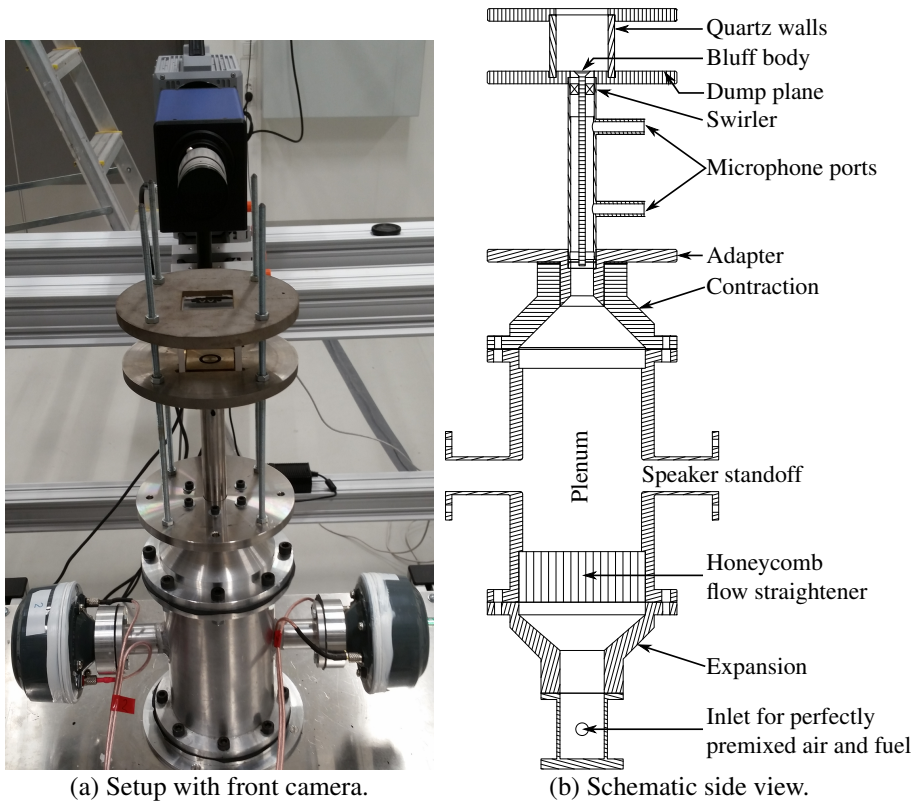 Quartz walls
Bluff body
Dump plane
Swirler
Microphone ports
Adapter
Contraction
Plenum
Speaker standoff
Honeycomb
flow straightener
Expansion
Inlet for perfectly
premixed air and fuel
(a) Setup with front camera.
(b) Schematic side view.